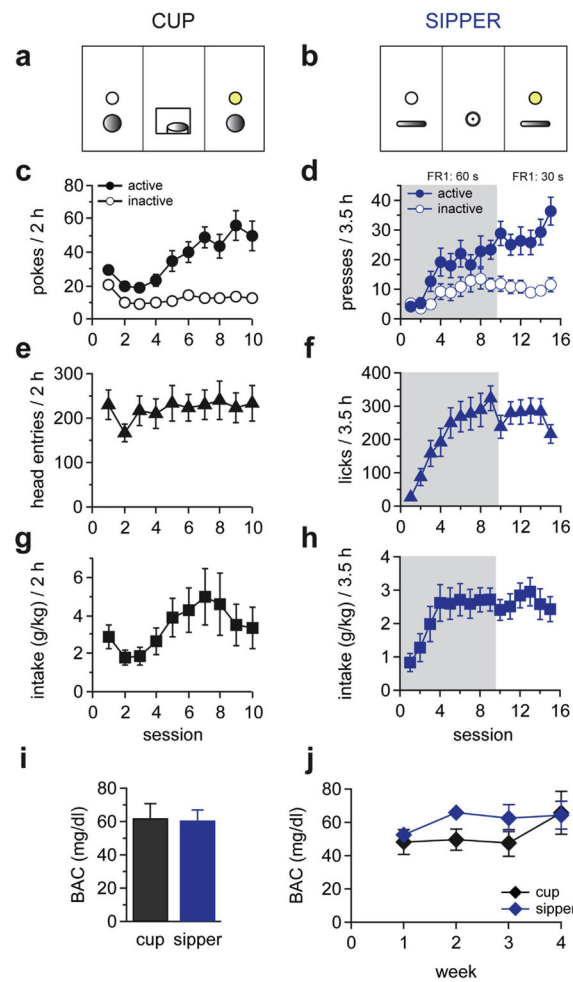 CUP
SIPPER
a
b
c
active
inactive
pokes / 2 h
80
60
40
20
0
0 2 4 6 8 10
d
FR1: 60 s
FR1: 30 s
active
inactive
presses / 3.5 h
50
40
30
20
10
0
0 4 8 12 16
e
head entries / 2 h
300
200
100
0
0 2 4 6 8 10
f
licks / 3.5 h
400
300
200
100
0
0 4 8 12 16
g
intake (g/kg) / 2 h
6
4
2
0
0 2 4 6 8 10
session
h
intake (g/kg) / 3.5 h
4
3
2
1
0
0 4 8 12 16
session
i
BAC (mg/dl)
80
60
40
20
0
cup sipper
j
BAC (mg/dl)
80
60
40
20
0
cup
sipper
0 1 2 3 4
week